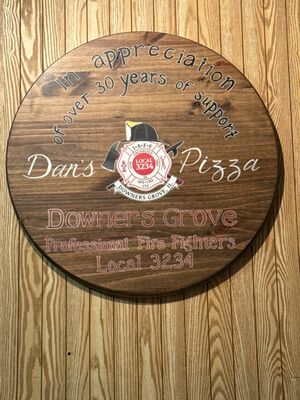 in appreciation
of over 30 years of support
Dan's Pizza
I·A·F·F
LOCAL
3234
DOWNERS GROVE, IL
Downers Grove
Professional Fire Fighters
Local 3234